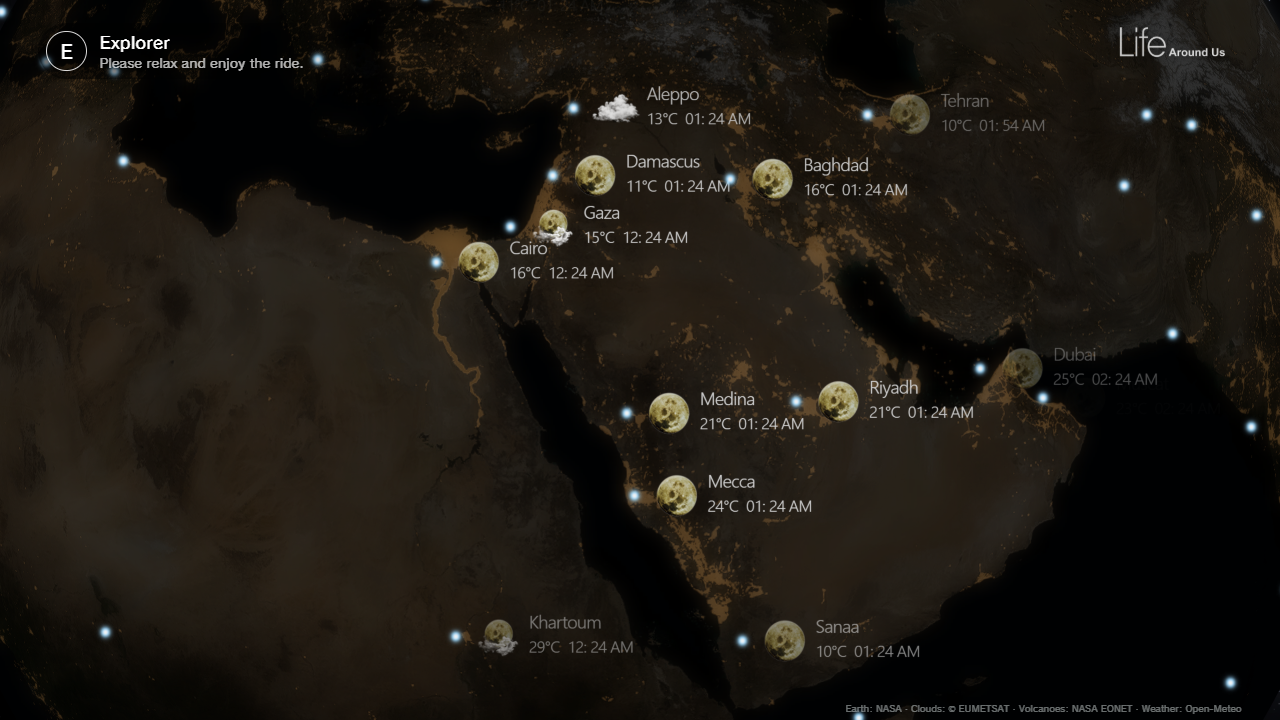 E
Explorer
Please relax and enjoy the ride.
Life Around Us
Aleppo
13°C 01: 24 AM
Tehran
10°C 01: 54 AM
Damascus
11°C 01: 24 AM
Baghdad
16°C 01: 24 AM
Gaza
15°C 12: 24 AM
Cairo
16°C 12: 24 AM
Dubai
25°C 02: 24 AM
Medina
21°C 01: 24 AM
Riyadh
21°C 01: 24 AM
Mecca
24°C 01: 24 AM
Khartoum
29°C 12: 24 AM
Sanaa
10°C 01: 24 AM
Earth: NASA · Clouds: © EUMETSAT · Volcanoes: NASA EONET · Weather: Open-Meteo